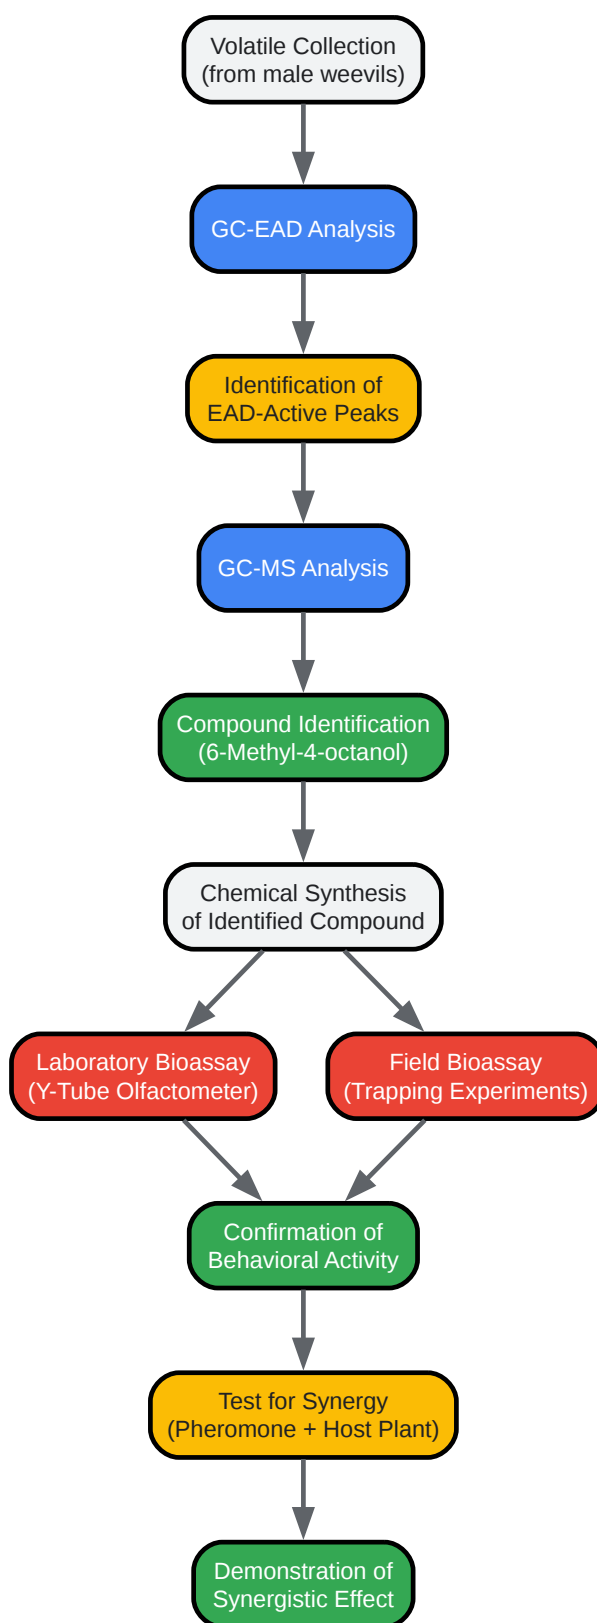 Volatile Collection
(from male weevils)
GC-EAD Analysis
Identification of
EAD-Active Peaks
GC-MS Analysis
Compound Identification
(6-Methyl-4-octanol)
Chemical Synthesis
of Identified Compound
Laboratory Bioassay
(Y-Tube Olfactometer)
Field Bioassay
(Trapping Experiments)
Confirmation of
Behavioral Activity
Test for Synergy
(Pheromone + Host Plant)
Demonstration of
Synergistic Effect